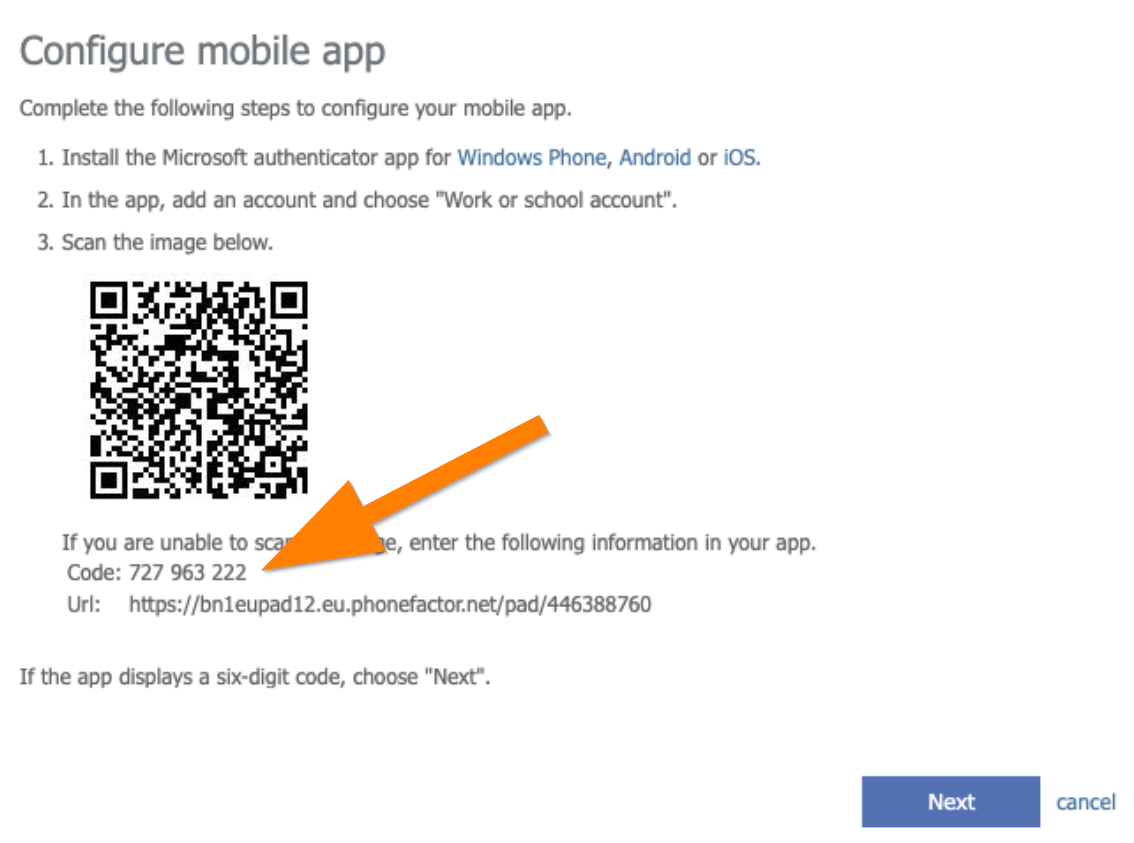 Configure mobile app
Complete the following steps to configure your mobile app.
1. Install the Microsoft authenticator app for Windows Phone, Android or iOS.
2. In the app, add an account and choose "Work or school account".
3. Scan the image below.
If you are unable to , enter the following information in your app.
Code: 727 963 222
Url: https://bn1eupad12.eu.phonefactor.net/pad/446388760
If the app displays a six-digit code, choose "Next".
Next cancel